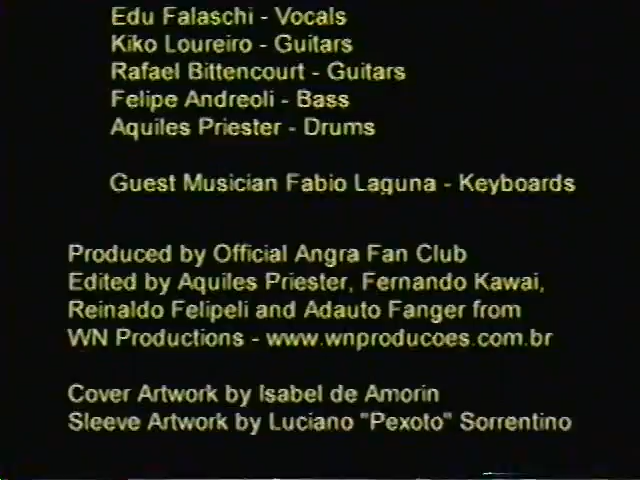 Edu Falaschi - Vocals
Kiko Loureiro - Guitars
Rafael Bittencourt - Guitars
Felipe Andreoli - Bass
Aquiles Priester - Drums
Guest Musician Fabio Laguna - Keyboards
Produced by Official Angra Fan Club
Edited by Aquiles Priester, Fernando Kawai,
Reinaldo Felipeli and Adauto Fanger from
WN Productions - www.wnproducoes.com.br
Cover Artwork by Isabel de Amorin
Sleeve Artwork by Luciano "Pexoto" Sorrentino